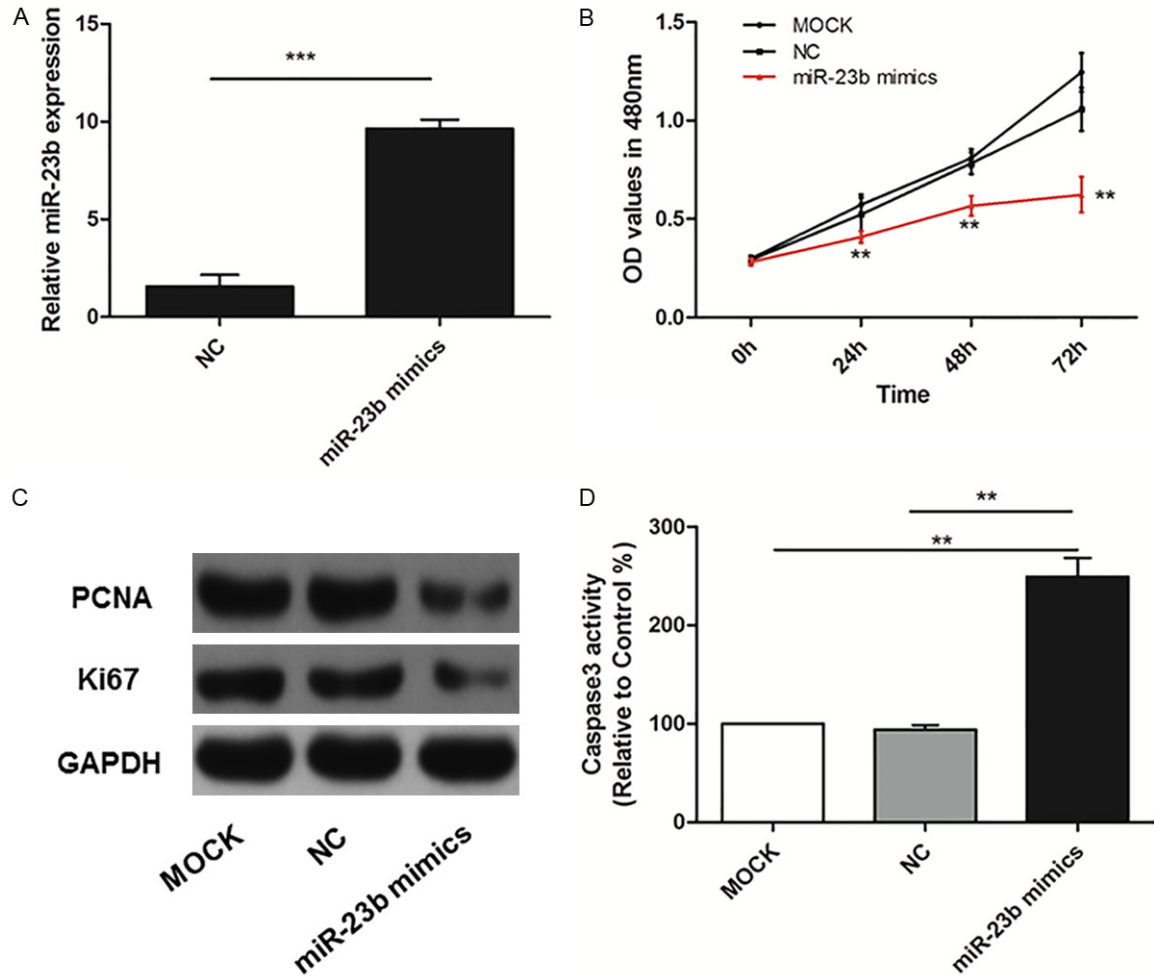 A
Relative miR-23b expression
15
10
5
0
***
NC
miR-23b mimics
B
OD values in 480nm
1.5
1.0
0.5
0.0
MOCK
NC
miR-23b mimics
**
**
**
0h
24h
48h
72h
Time
C
PCNA
Ki67
GAPDH
MOCK
NC
miR-23b mimics
D
Caspase3 activity
(Relative to Control %)
300
200
100
0
**
**
MOCK
NC
miR-23b mimics